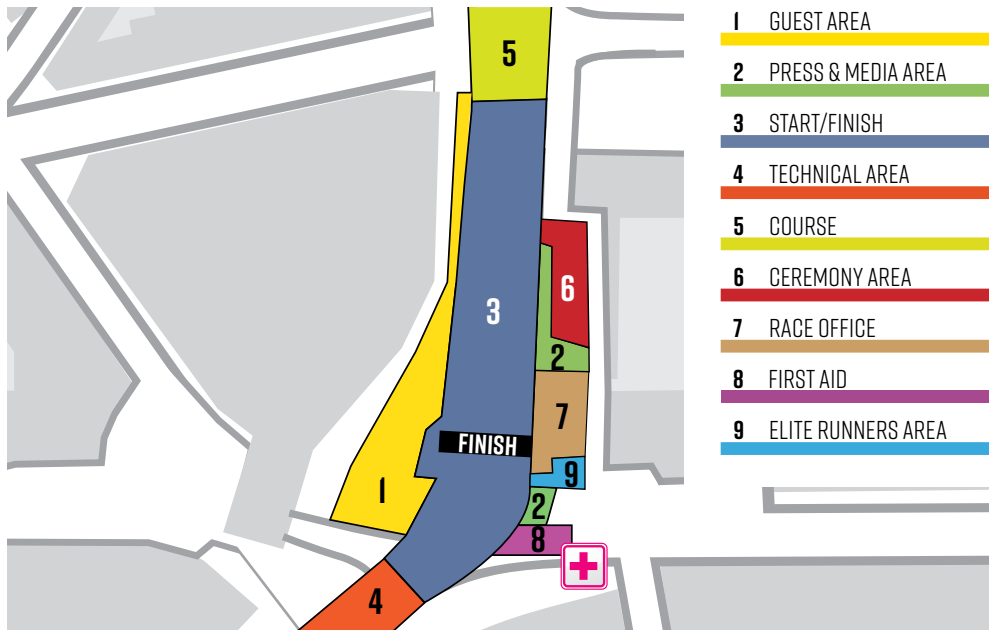 5
3
6
2
7
FINISH
9
1
2
8
4
1 GUEST AREA
2 PRESS & MEDIA AREA
3 START/FINISH
4 TECHNICAL AREA
5 COURSE
6 CEREMONY AREA
7 RACE OFFICE
8 FIRST AID
9 ELITE RUNNERS AREA